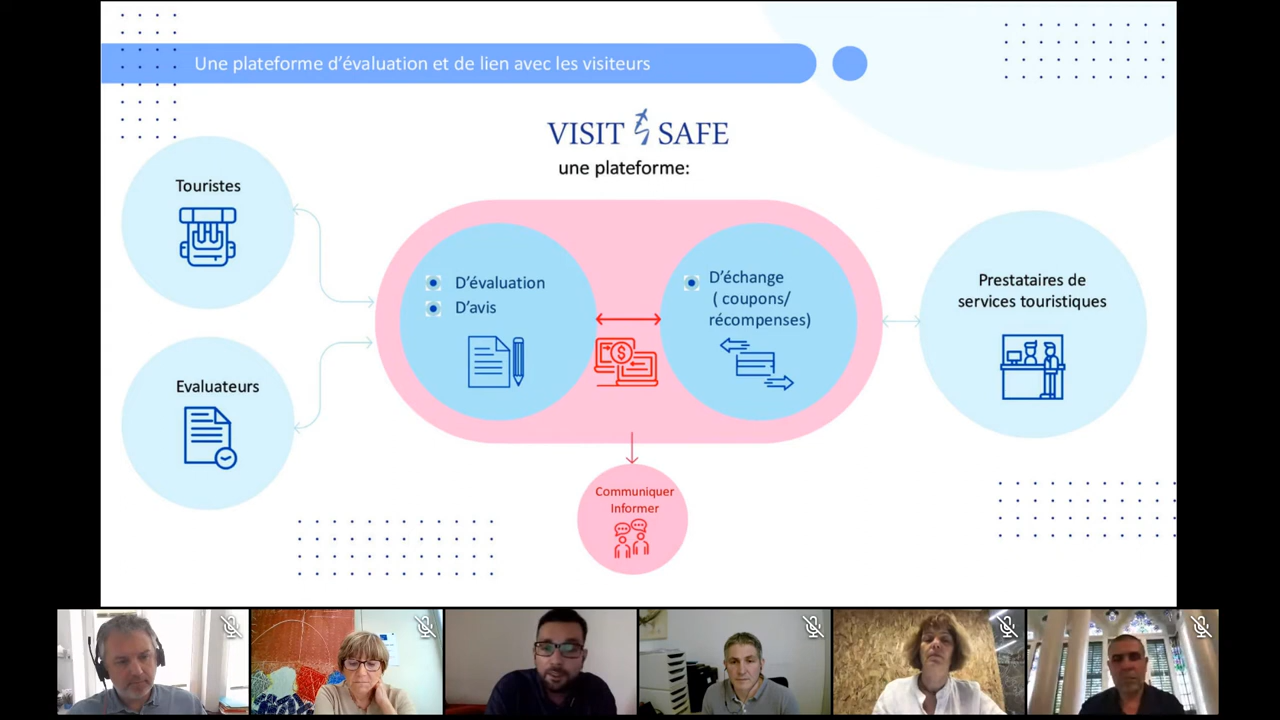 Une plateforme d'évaluation et de lien avec les visiteurs
VISIT SAFE
une plateforme:
Touristes
D'évaluation
D'avis
D'échange
( coupons/
récompenses)
$
Prestataires de
services touristiques
Evaluateurs
Communiquer
Informer